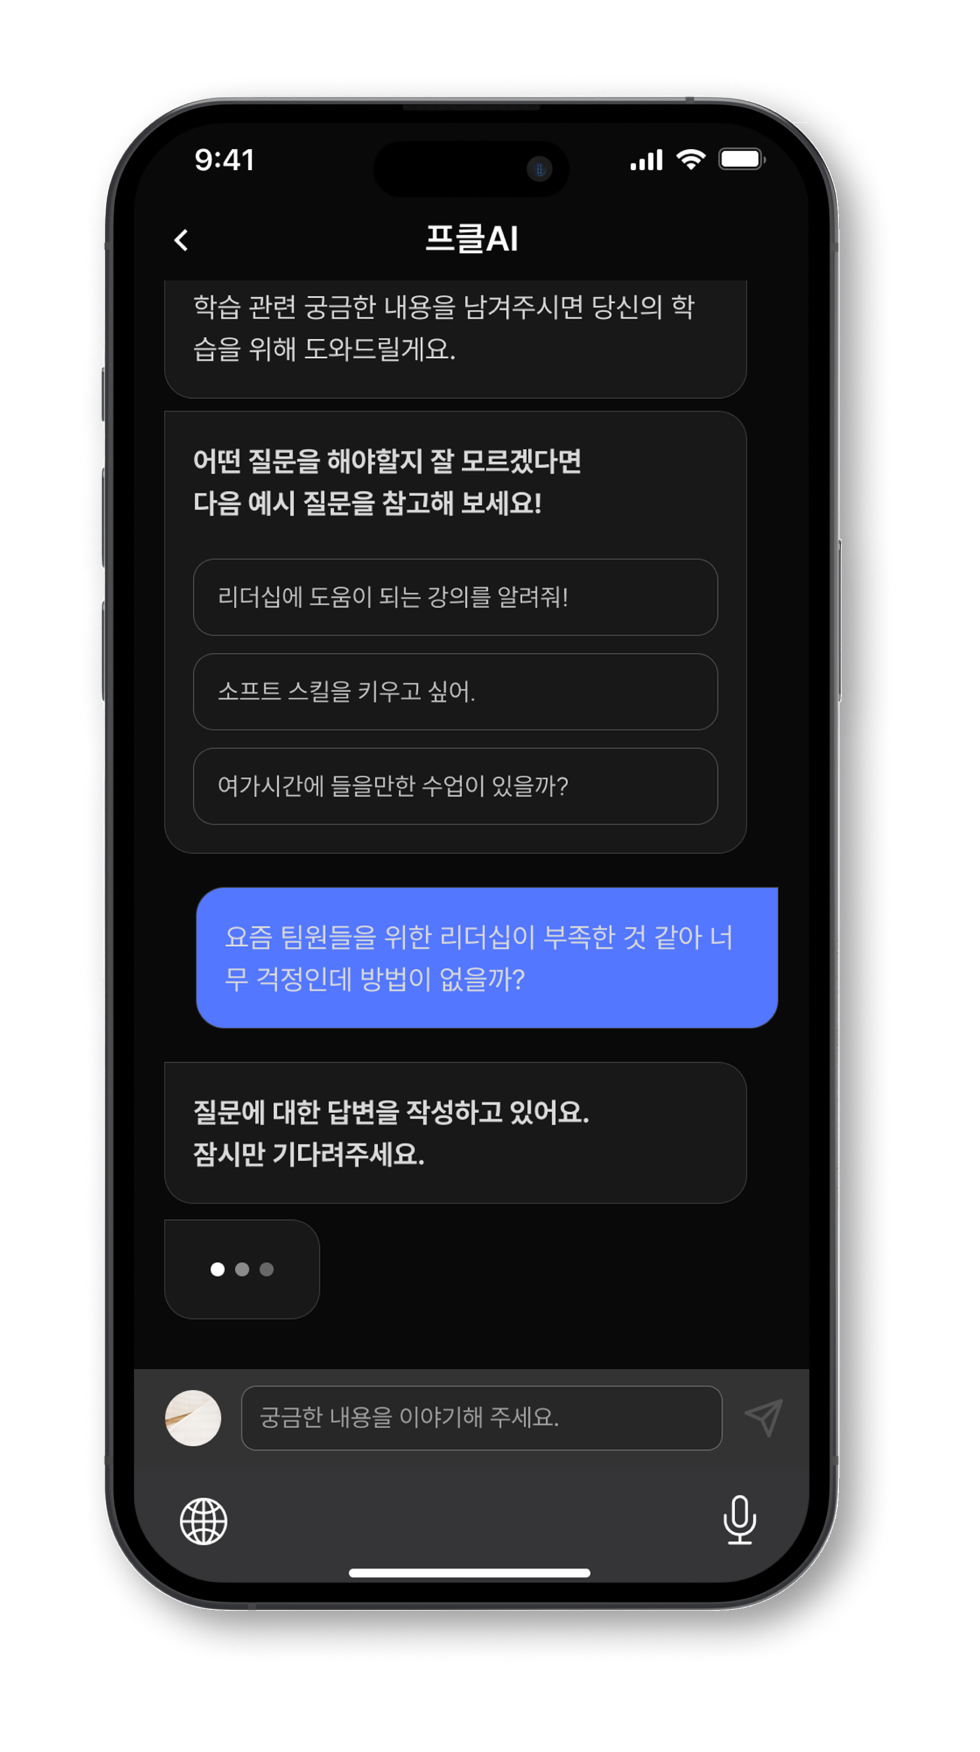 9:41
프클AI
학습 관련 궁금한 내용을 남겨주시면 당신의 학
습을 위해 도와드릴게요.
어떤 질문을 해야할지 잘 모르겠다면
다음 예시 질문을 참고해 보세요!
리더십에 도움이 되는 강의를 알려줘!
소프트 스킬을 키우고 싶어.
여가시간에 들을만한 수업이 있을까?
요즘 팀원들을 위한 리더십이 부족한 것 같아 너
무 걱정인데 방법이 없을까?
질문에 대한 답변을 작성하고 있어요.
잠시만 기다려주세요.
궁금한 내용을 이야기해 주세요.